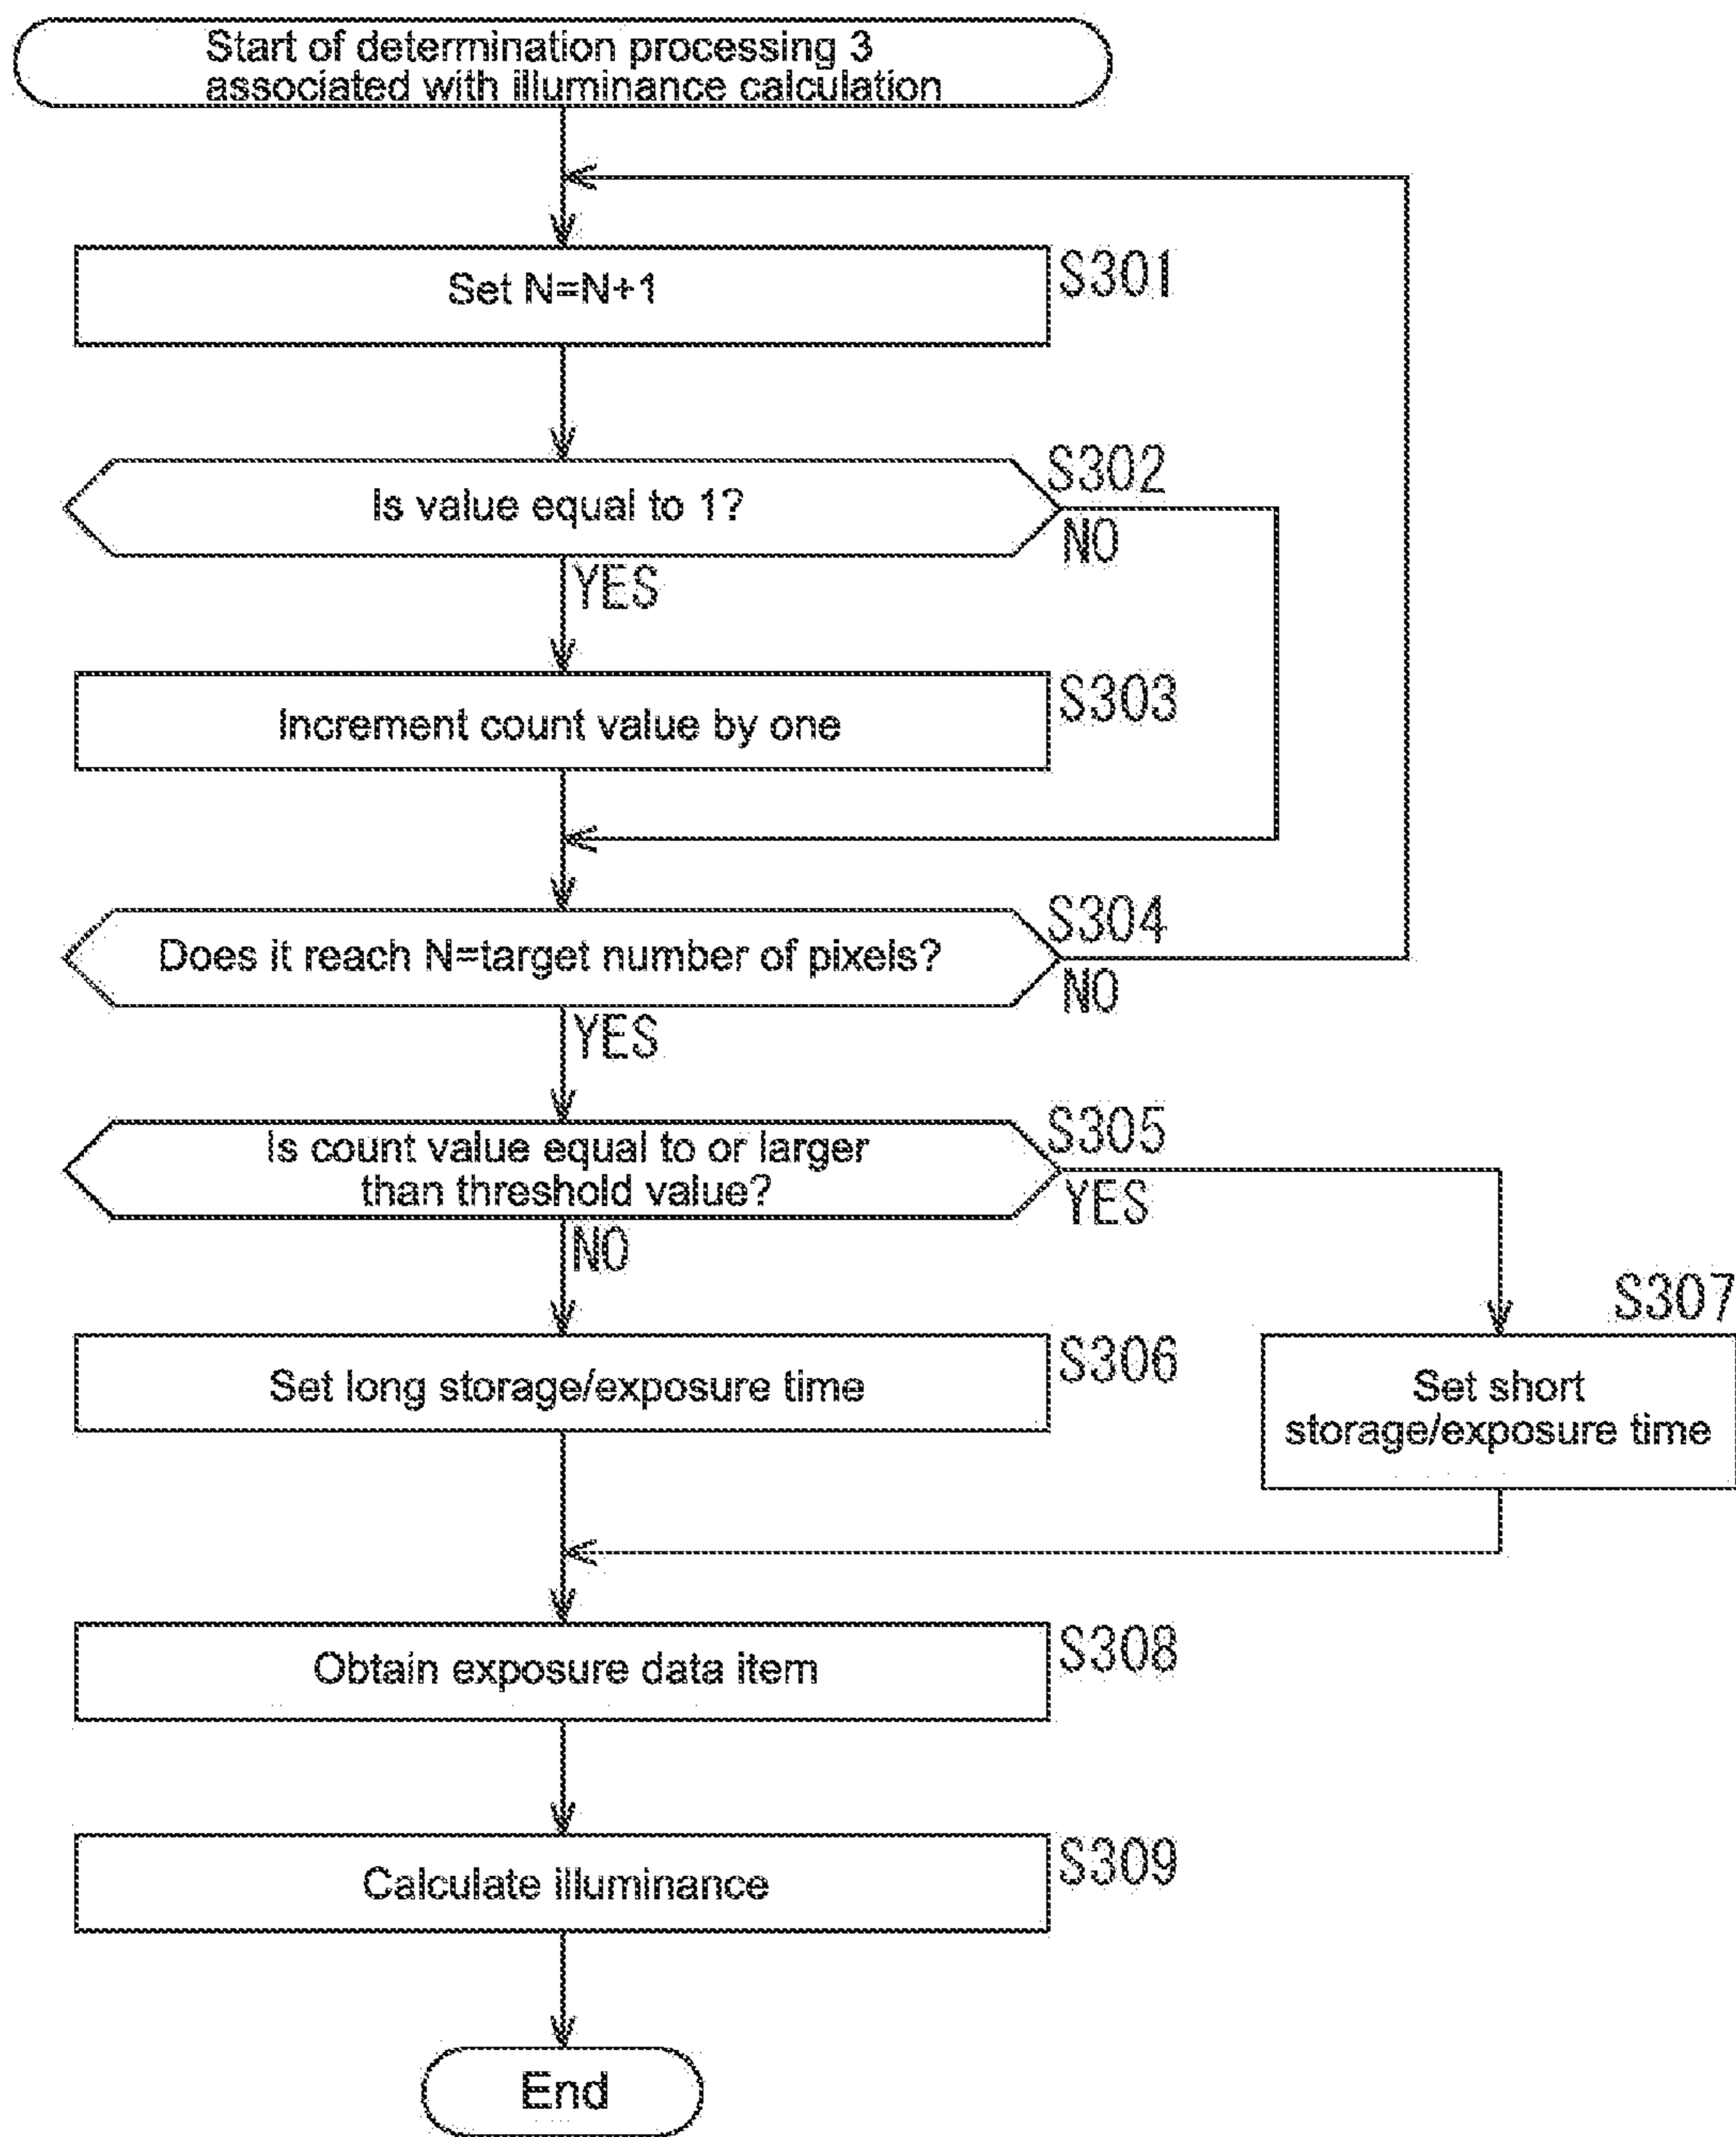 Start of determination processing 3
associated with illuminance calculation
Set N=N+1
S301
Is value equal to 1?
S302
NO
YES
Increment count value by one
S303
Does it reach N=target number of pixels?
S304
NO
YES
Is count value equal to or larger
than threshold value?
S305
YES
NO
Set long storage/exposure time
S306
S307
Set short
storage/exposure time
Obtain exposure data item
S308
Calculate illuminance
S309
End